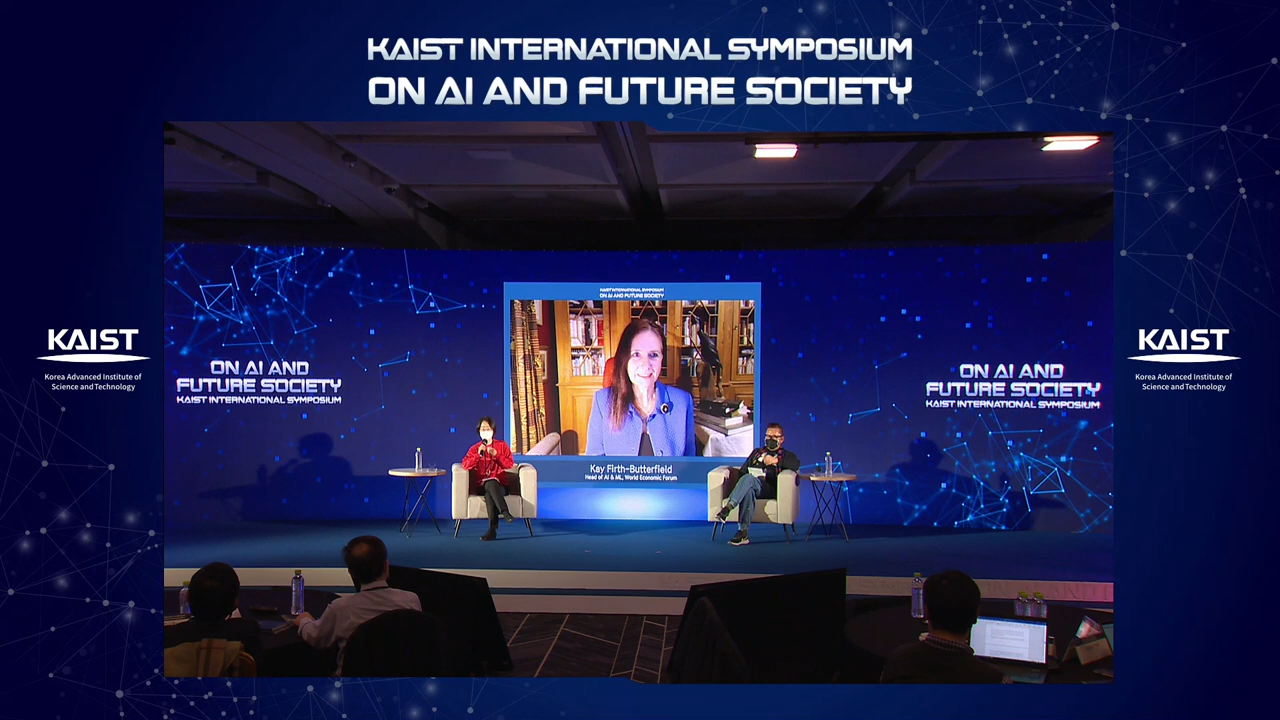 KAIST INTERNATIONAL SYMPOSIUM
ON AI AND FUTURE SOCIETY
KAIST
Korea Advanced Institute of
Science and Technology
ON AI AND
FUTURE SOCIETY
KAIST INTERNATIONAL SYMPOSIUM
KAIST INTERNATIONAL SYMPOSIUM
ON AI AND FUTURE SOCIETY
Kay Firth-Butterfield
Head of AI & ML, World Economic Forum
ON AI AND
FUTURE SOCIETY
KAIST INTERNATIONAL SYMPOSIUM
KAIST
Korea Advanced Institute of
Science and Technology